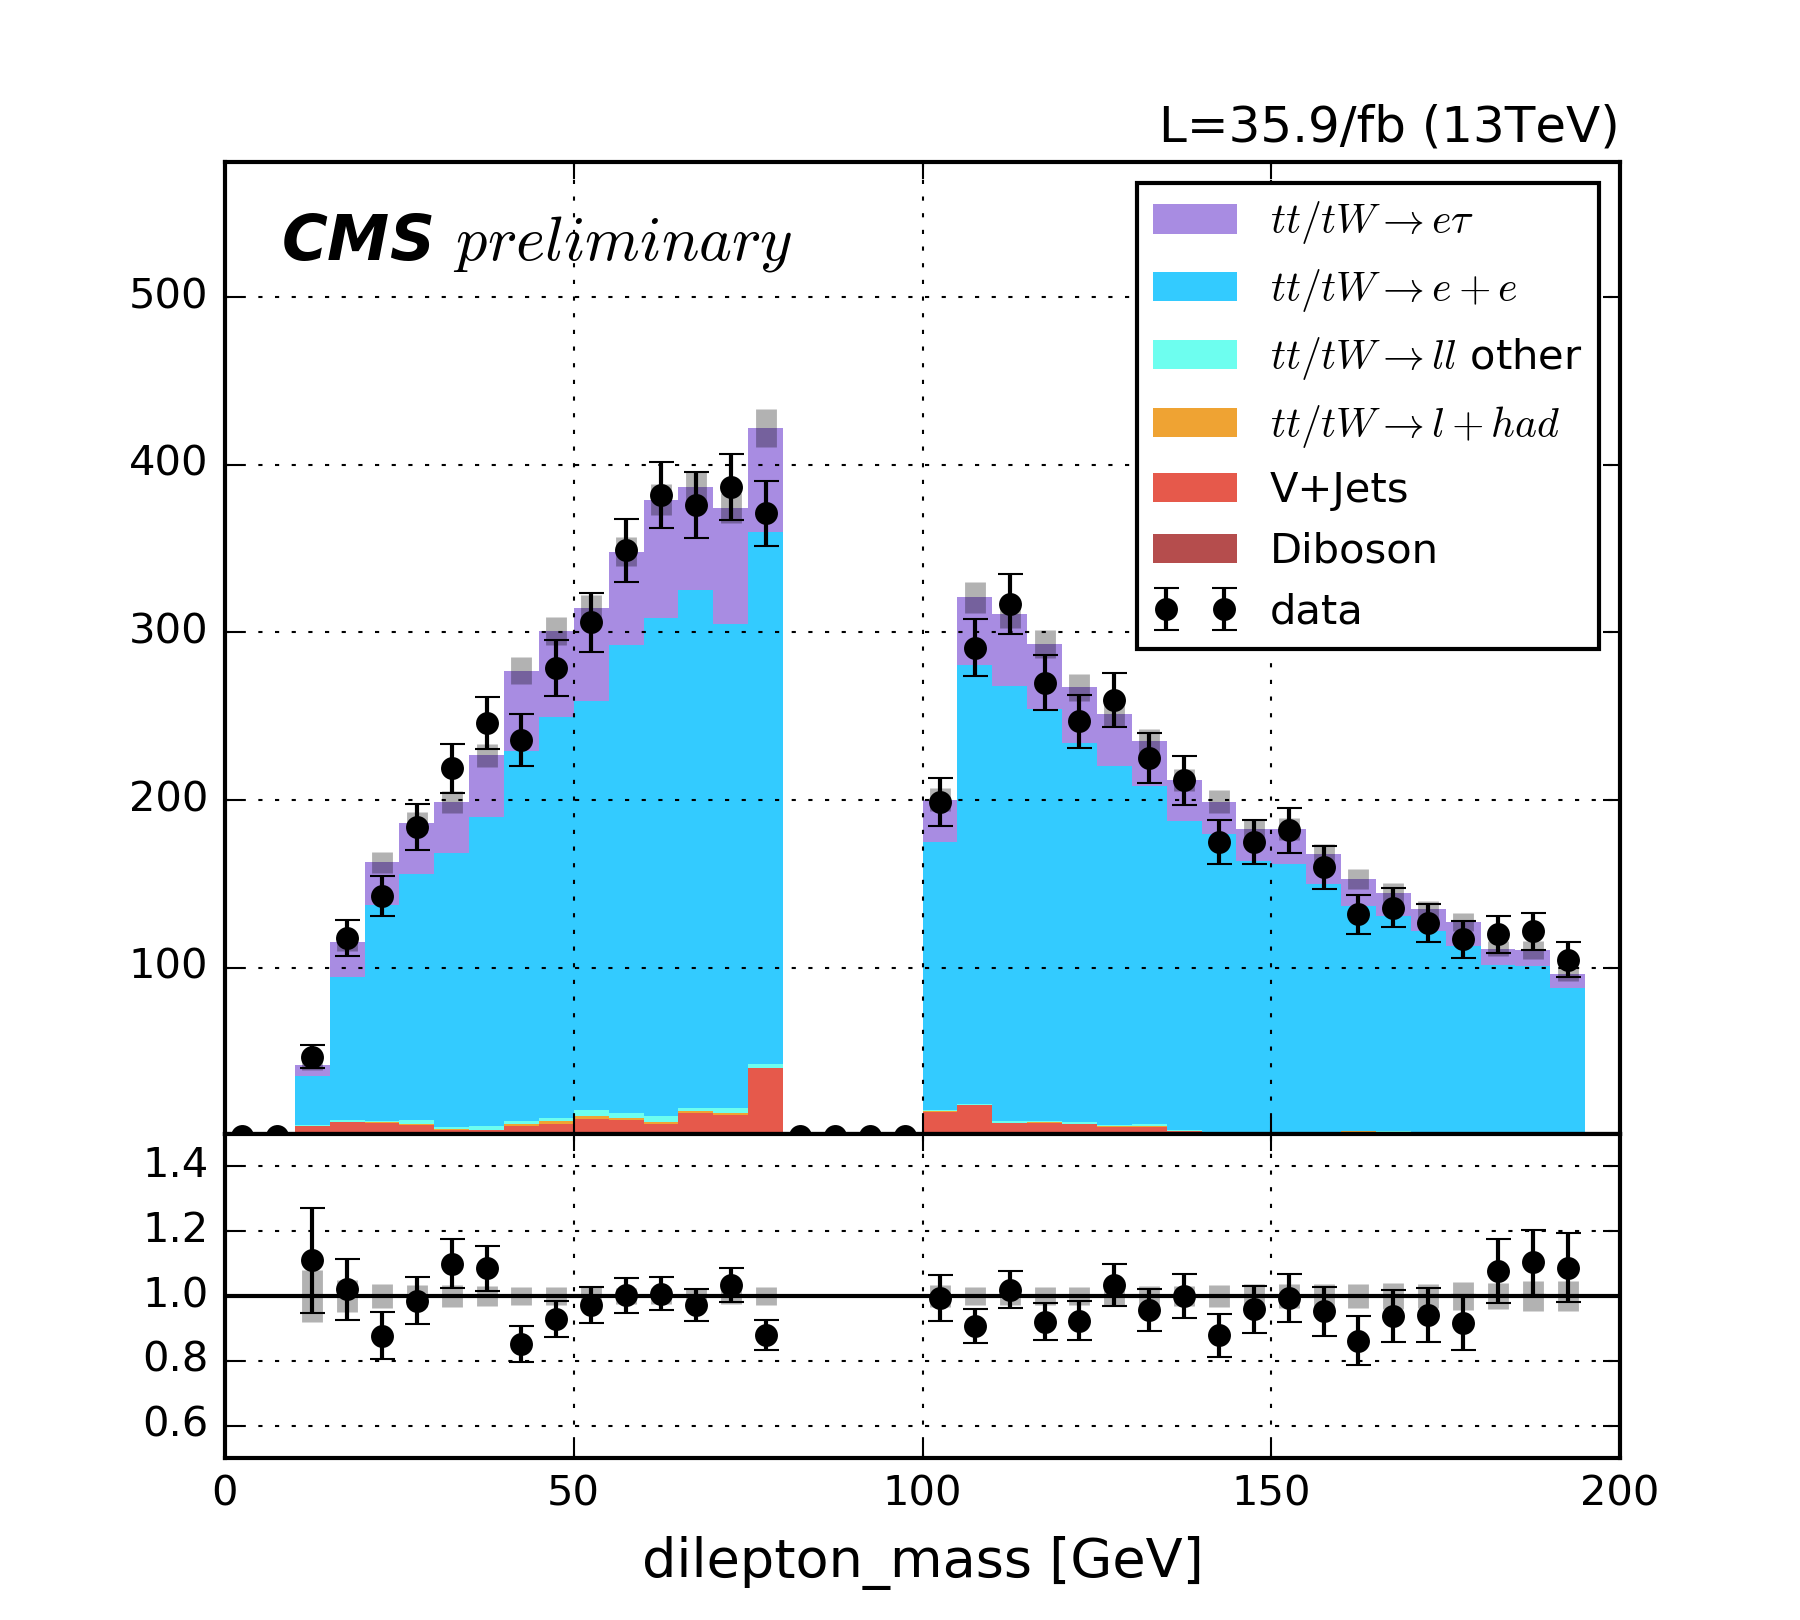 L=35.9/fb (13TeV)
CMS preliminary
tt/tW→eτ
tt/tW→e+e
tt/tW→ll other
tt/tW→l+had
V+Jets
Diboson
data
500
400
300
200
100
1.4
1.2
1.0
0.8
0.6
0 50 100 150 200
dilepton_mass [GeV]